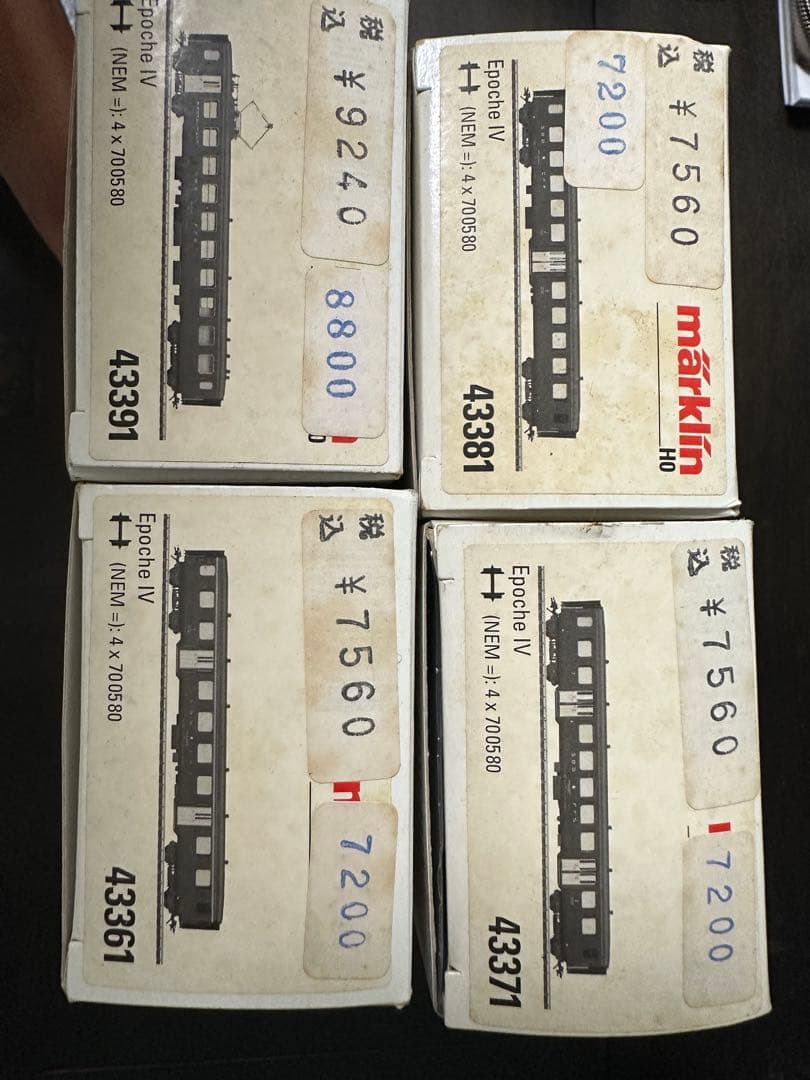 Epoche IV
(NEM =): 4 x 700580
43391
税込
￥9240
8800
Epoche IV
(NEM =): 4 x 700580
43381
税込
￥7560
7200
märklin
H0
Epoche IV
(NEM =): 4 x 700580
43361
税込
￥7560
7200
Epoche IV
(NEM =): 4 x 700580
43371
税込
￥7560
7200